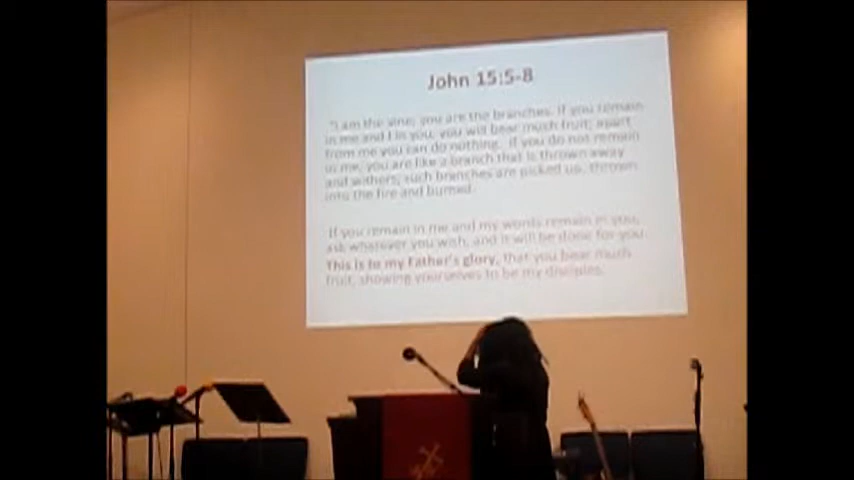 John 15:5-8
"I am the vine; you are the branches. If you remain
in me and I in you, you will bear much fruit; apart
from me you can do nothing. If you do not remain
in me, you are like a branch that is thrown away
and withers; such branches are picked up, thrown
into the fire and burned.
If you remain in me and my words remain in you,
ask whatever you wish, and it will be done for you.
This is to my Father's glory, that you bear much
fruit, showing yourselves to be my disciples.